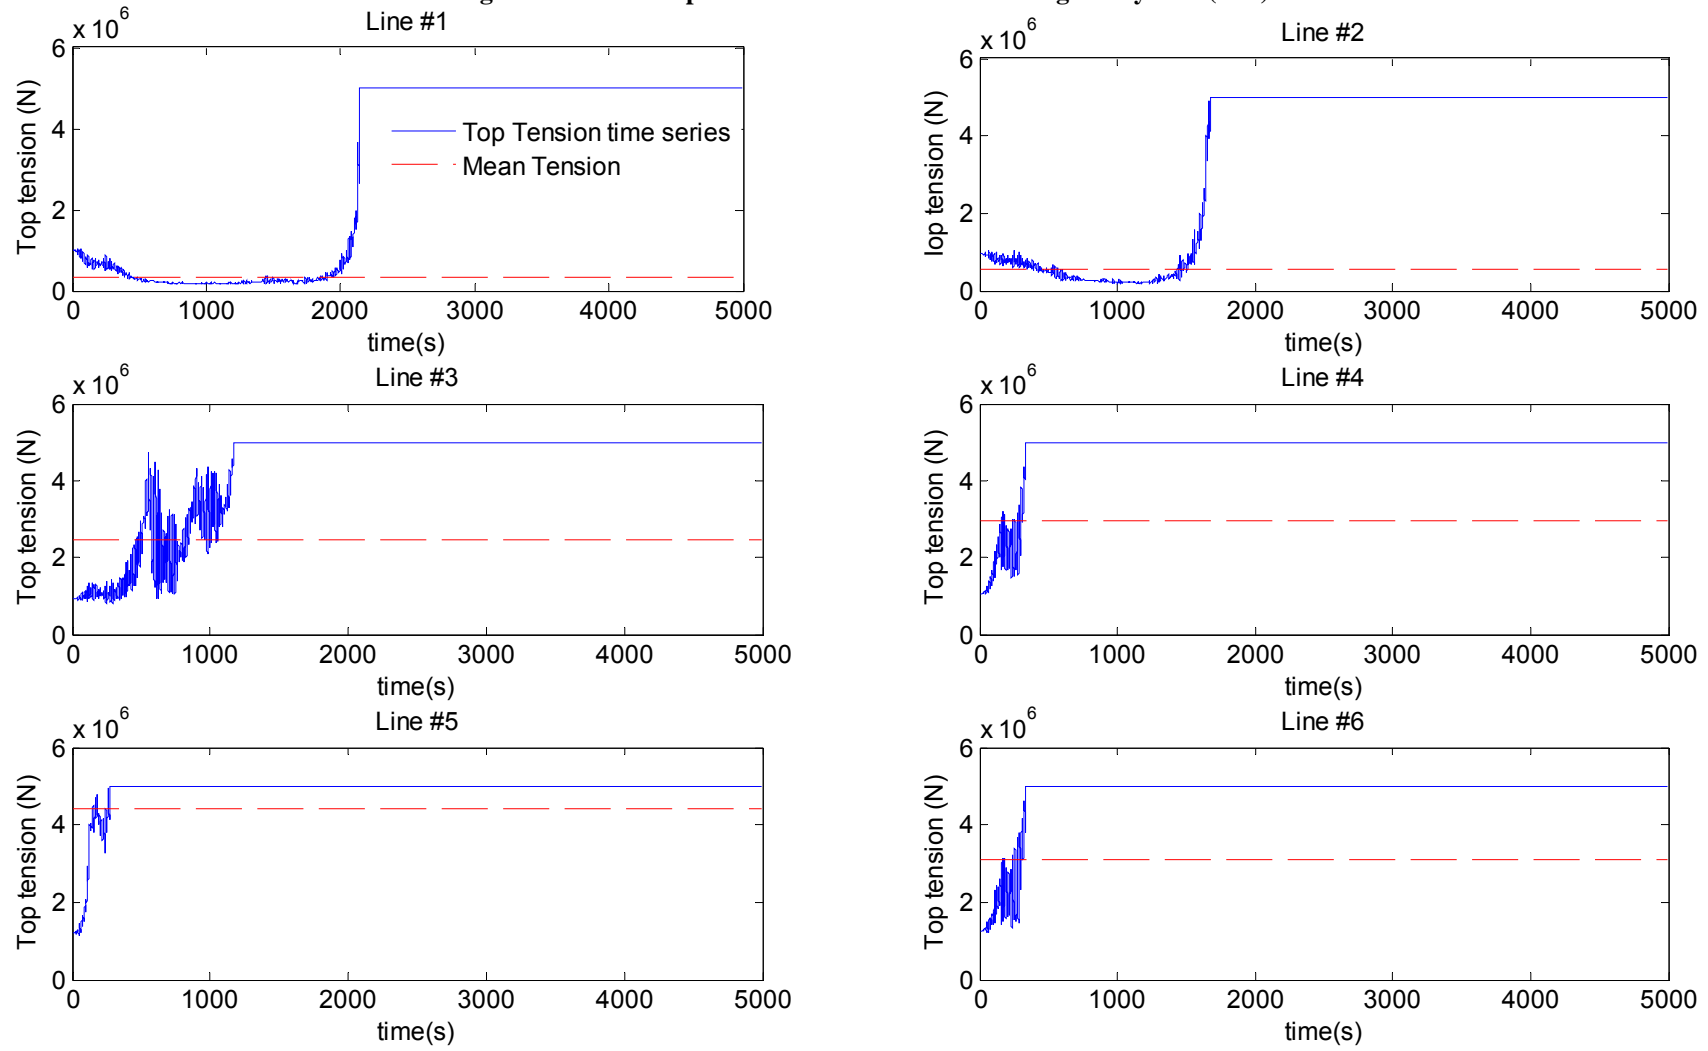 Line #1
x 10 6
Top tension (N)
6
4
2
0
Top Tension time series
Mean Tension
0 1000 2000 3000 4000 5000
time(s)
Line #2
x 10 6
Iop tension (N)
6
4
2
0
0 1000 2000 3000 4000 5000
time(s)
Line #3
x 10 6
Top tension (N)
6
4
2
0
0 1000 2000 3000 4000 5000
time(s)
Line #4
x 10 6
Top tension (N)
6
4
2
0
0 1000 2000 3000 4000 5000
time(s)
Line #5
x 10 6
Top tension (N)
6
4
2
0
0 1000 2000 3000 4000 5000
time(s)
Line #6
x 10 6
Top tension (N)
6
4
2
0
0 1000 2000 3000 4000 5000
time(s)